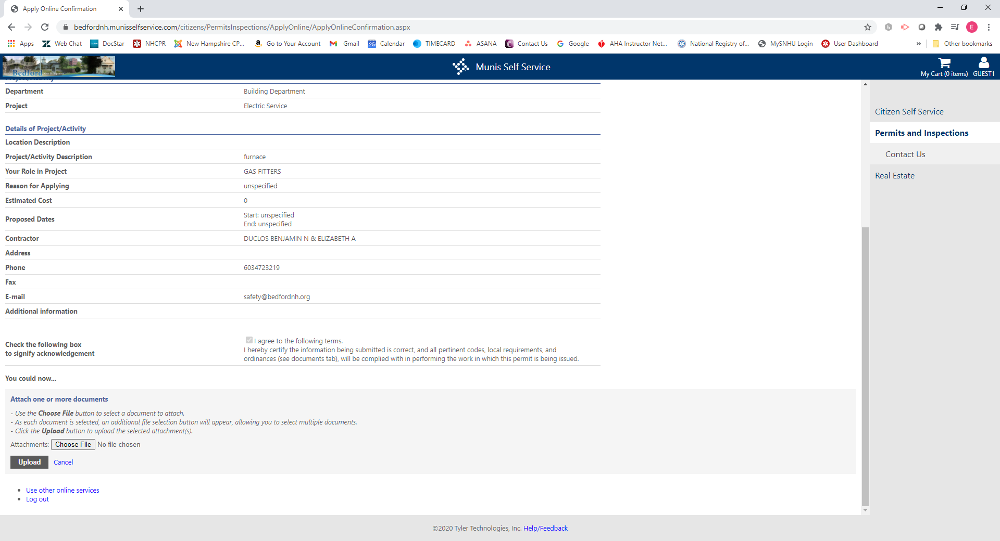 Apply Online Confirmation
bedfordnh.munisselfservice.com/citizens/PermitsInspections/ApplyOnline/ApplyOnlineConfirmation.aspx
E
Apps
Web Chat
DocStar
NHCPR
New Hampshire CP...
Go to Your Account
Gmail
25
Calendar
TIMECARD
ASANA
Contact Us
Google
AHA Instructor Net...
National Registry of...
MySNHU Login
User Dashboard
»
Other bookmarks
Bedford
Munis Self Service
My Cart (0 items)
GUEST1
Project/Activity
Department Building Department
Project Electric Service
Details of Project/Activity
Location Description
Project/Activity Description furnace
Your Role in Project GAS FITTERS
Reason for Applying unspecified
Estimated Cost 0
Proposed Dates
Start: unspecified
End: unspecified
Contractor DUCLOS BENJAMIN N & ELIZABETH A
Address
Phone 6034723219
Fax
E-mail safety@bedfordnh.org
Additional information
Check the following box
to signify acknowledgement
I agree to the following terms.
I hereby certify the information being submitted is correct, and all pertinent codes, local requirements, and
ordinances (see documents tab), will be complied with in performing the work in which this permit is being issued.
You could now...
Attach one or more documents
- Use the Choose File button to select a document to attach.
- As each document is selected, an additional file selection button will appear, allowing you to select multiple documents.
- Click the Upload button to upload the selected attachment(s).
Attachments: Choose File No file chosen
Upload Cancel
Use other online services
Log out
Citizen Self Service
Permits and Inspections
Contact Us
Real Estate
©2020 Tyler Technologies, Inc. Help/Feedback